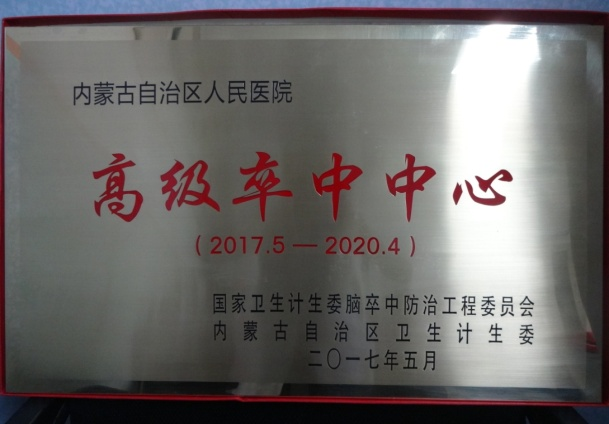 内蒙古自治区人民医院
高级卒中中心
（2017.5 — 2020.4）
国家卫生计生委脑卒中防治工程委员会
内蒙古自治区卫生计生委
二〇一七年五月